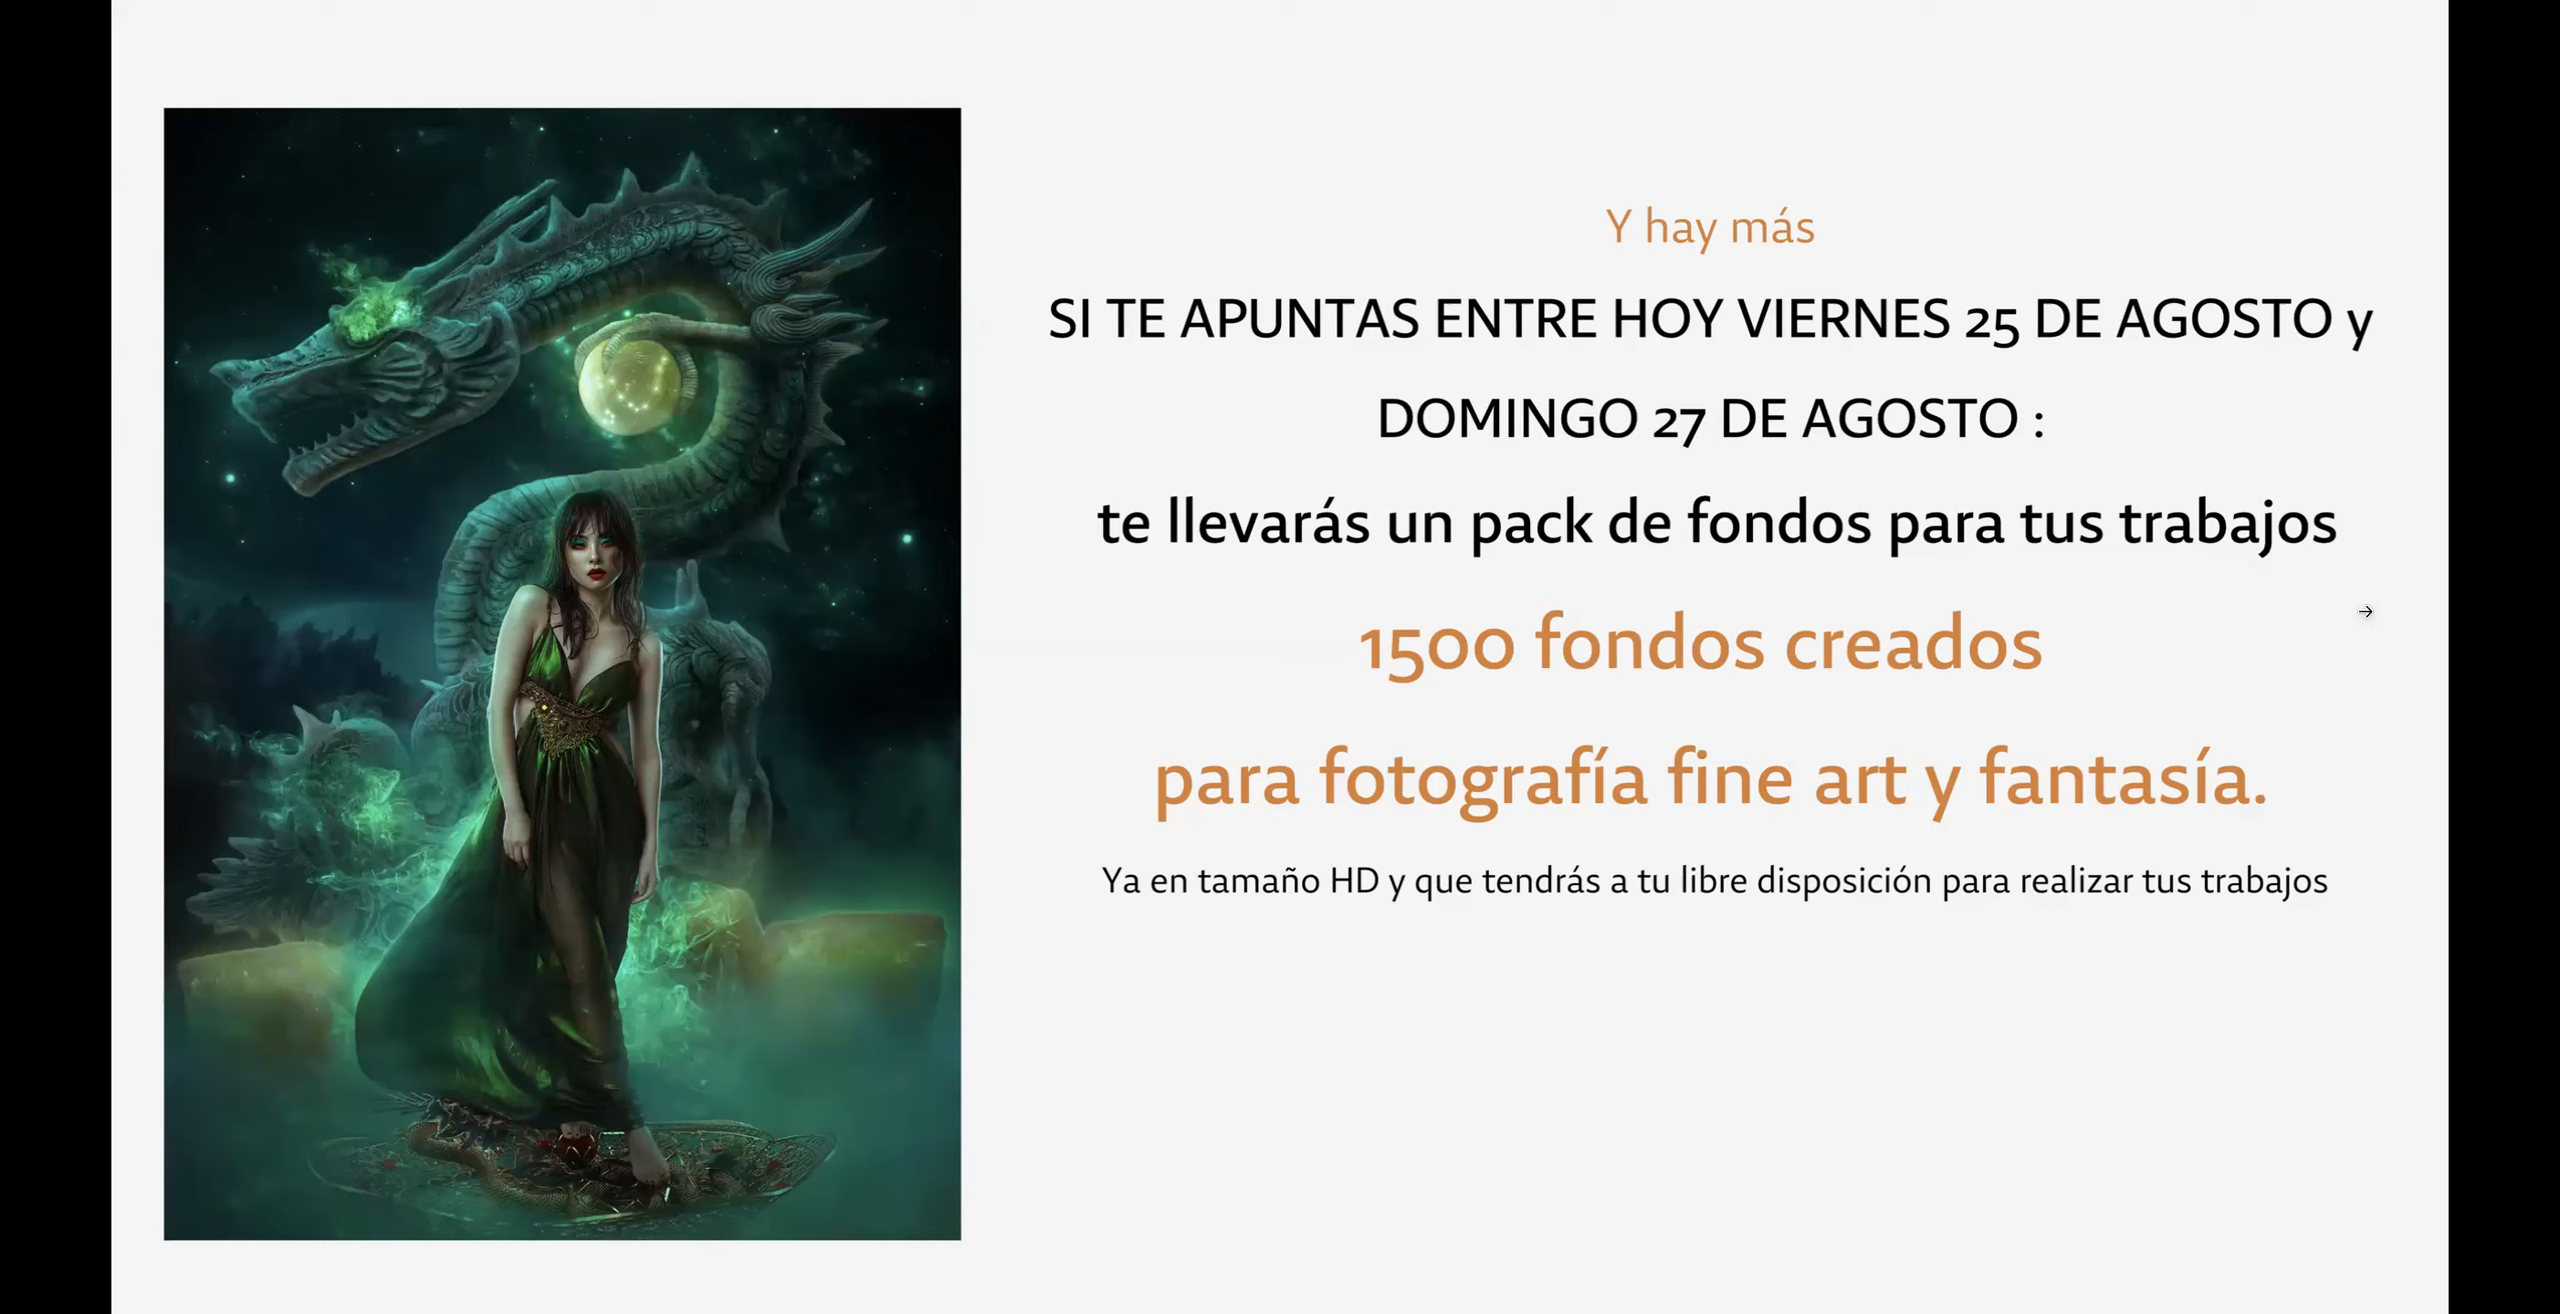 Y hay más
SI TE APUNTAS ENTRE HOY VIERNES 25 DE AGOSTO y
DOMINGO 27 DE AGOSTO :
te llevarás un pack de fondos para tus trabajos
1500 fondos creados
para fotografía fine art y fantasía.
Ya en tamaño HD y que tendrás a tu libre disposición para realizar tus trabajos